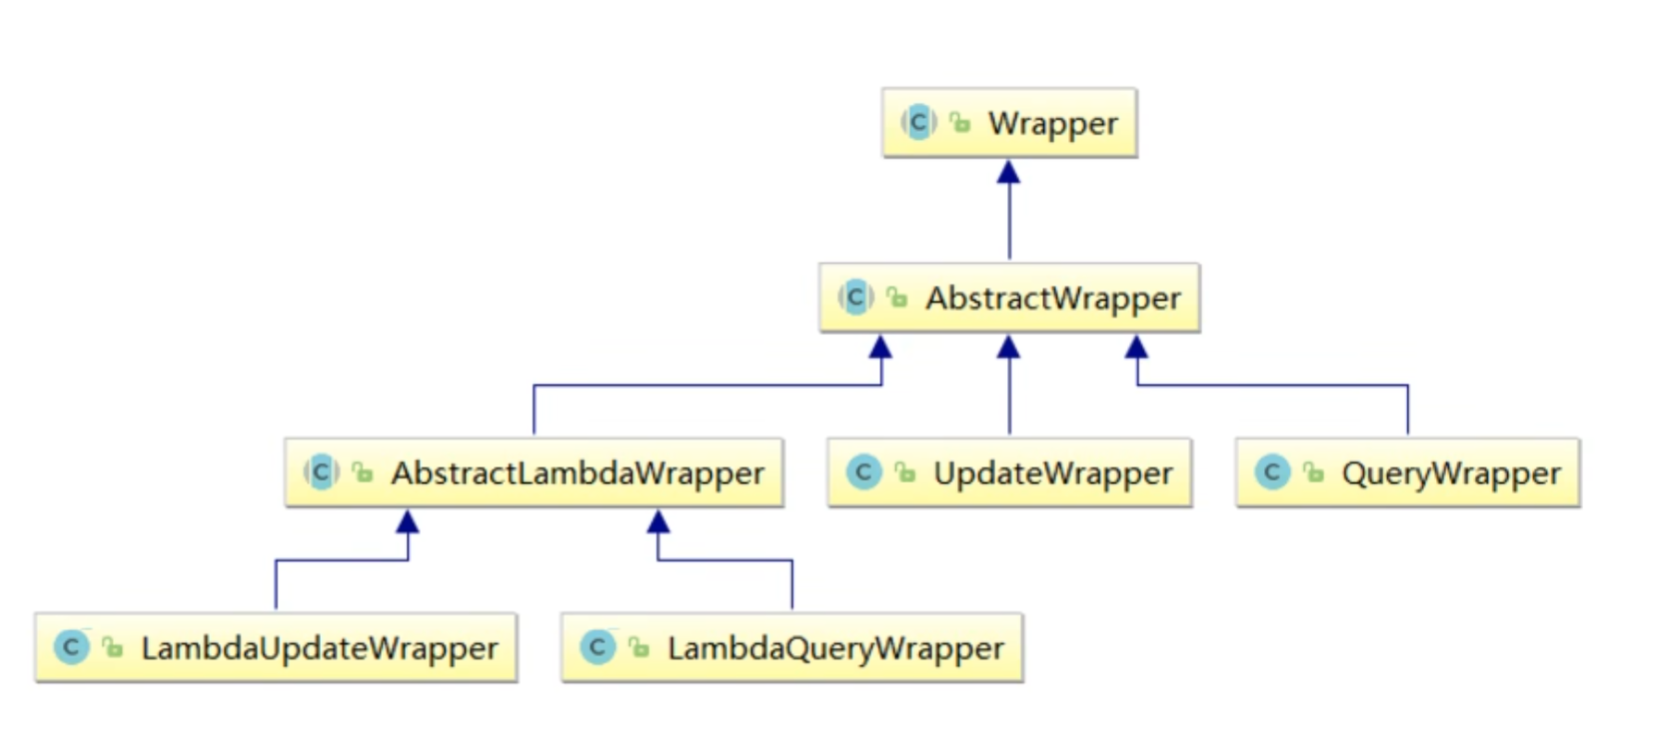 C Wrapper
C AbstractWrapper
C AbstractLambdaWrapper
C UpdateWrapper
C QueryWrapper
C LambdaUpdateWrapper
C LambdaQueryWrapper